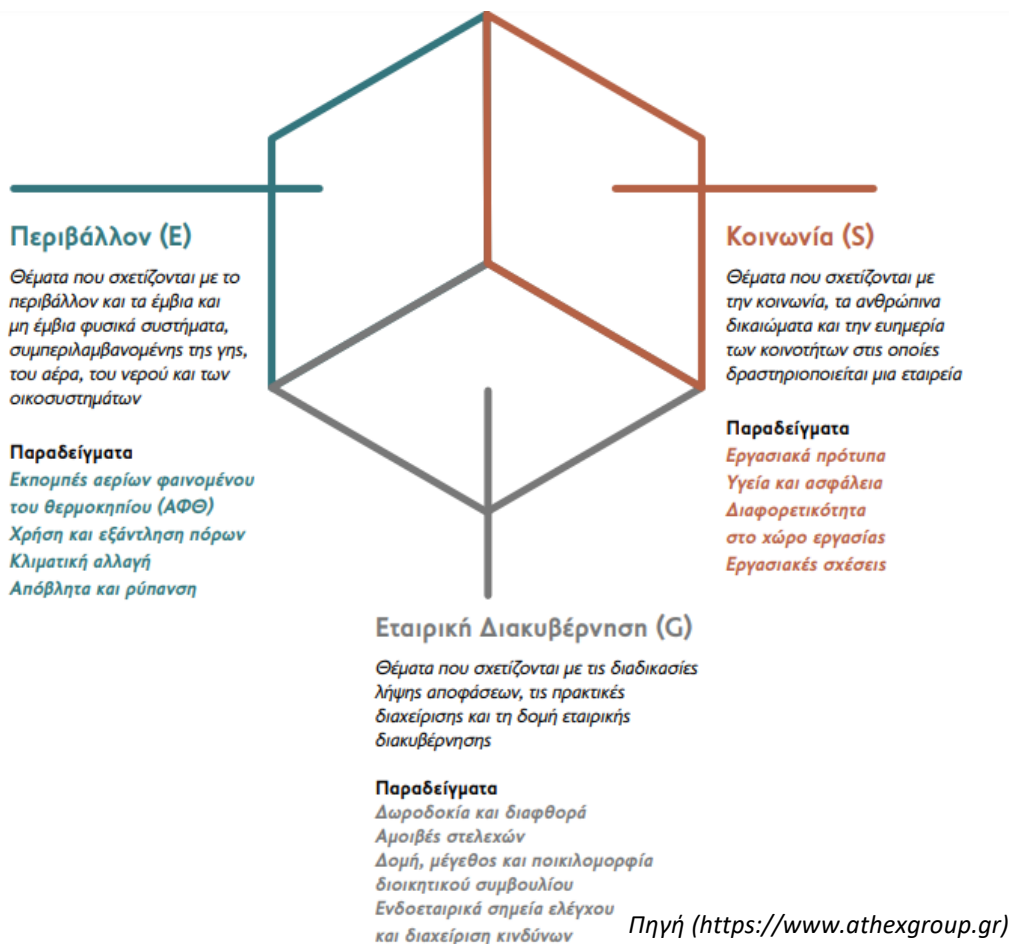 Περιβάλλον (E)
Θέματα που σχετίζονται με το
περιβάλλον και τα έμβια και
μη έμβια φυσικά συστήματα,
συμπεριλαμβανομένης της γης,
του αέρα, του νερού και των
οικοσυστημάτων
Παραδείγματα
Εκπομπές αερίων φαινομένου
του θερμοκηπίου (ΑΦΘ)
Χρήση και εξάντληση πόρων
Κλιματική αλλαγή
Απόβλητα και ρύπανση
Κοινωνία (S)
Θέματα που σχετίζονται με
την κοινωνία, τα ανθρώπινα
δικαιώματα και την ευημερία
των κοινοτήτων στις οποίες
δραστηριοποιείται μια εταιρεία
Παραδείγματα
Εργασιακά πρότυπα
Υγεία και ασφάλεια
Διαφορετικότητα
στο χώρο εργασίας
Εργασιακές σχέσεις
Εταιρική Διακυβέρνηση (G)
Θέματα που σχετίζονται με τις διαδικασίες
λήψης αποφάσεων, τις πρακτικές
διαχείρισης και τη δομή εταιρικής
διακυβέρνησης
Παραδείγματα
Δωροδοκία και διαφθορά
Αμοιβές στελεχών
Δομή, μέγεθος και ποικιλομορφία
διοικητικού συμβουλίου
Ενδοεταιρικά σημεία ελέγχου
και διαχείριση κινδύνων
Πηγή (https://www.athexgroup.gr)